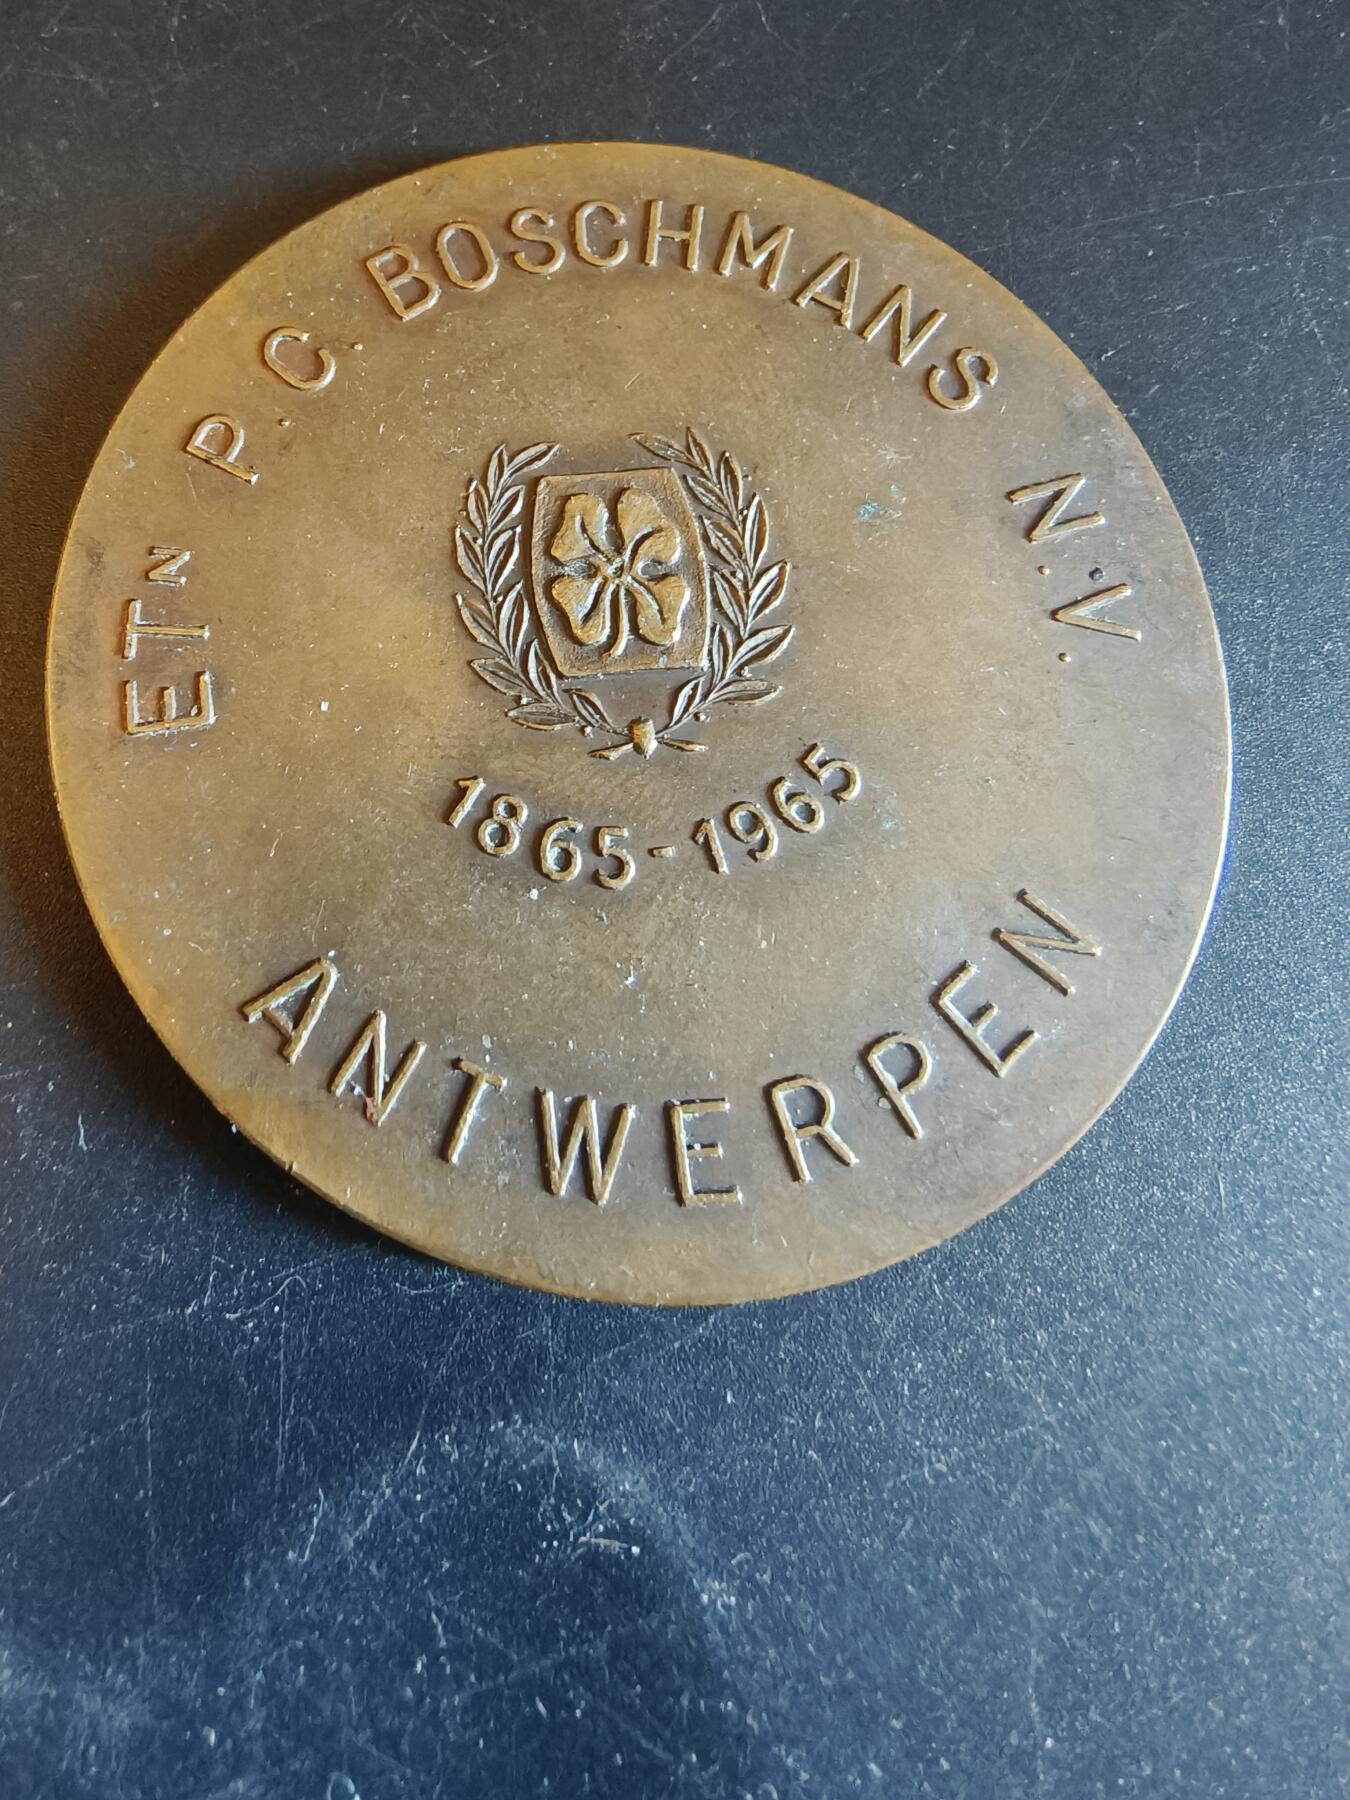 ETN P.C. BOSCHMANS N.V.
1865-1965
ANTWERPEN